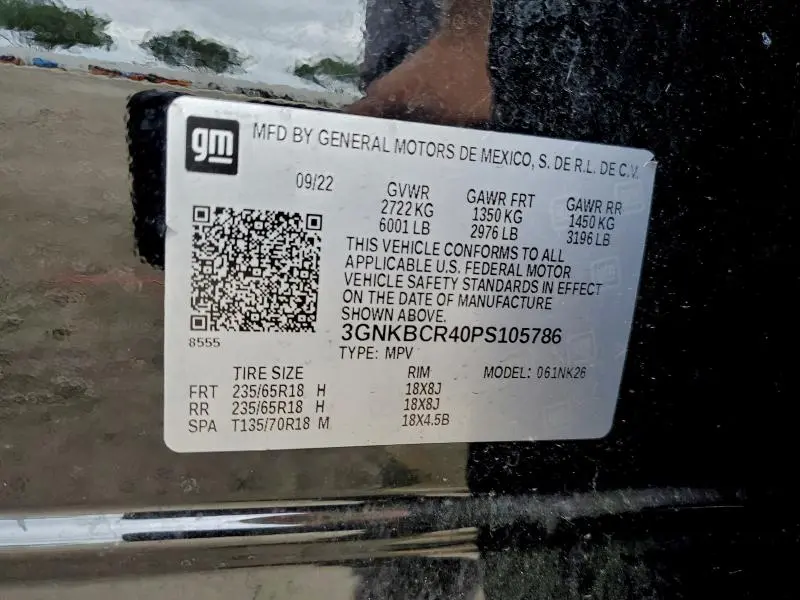 gm
MFD BY GENERAL MOTORS DE MEXICO, S. DE R.L. DE C.V.
09/22 GVWR GAWR FRT GAWR RR
2722 KG 1350 KG 1450 KG
6001 LB 2976 LB 3196 LB
THIS VEHICLE CONFORMS TO ALL
APPLICABLE U.S. FEDERAL MOTOR
VEHICLE SAFETY STANDARDS IN EFFECT
ON THE DATE OF MANUFACTURE
SHOWN ABOVE.
8555
3GNKBCR40PS105786
TYPE: MPV
TIRE SIZE RIM MODEL: 061NK26
FRT 235/65R18 H 18X8J
RR 235/65R18 H 18X8J
SPA T135/70R18 M 18X4.5B